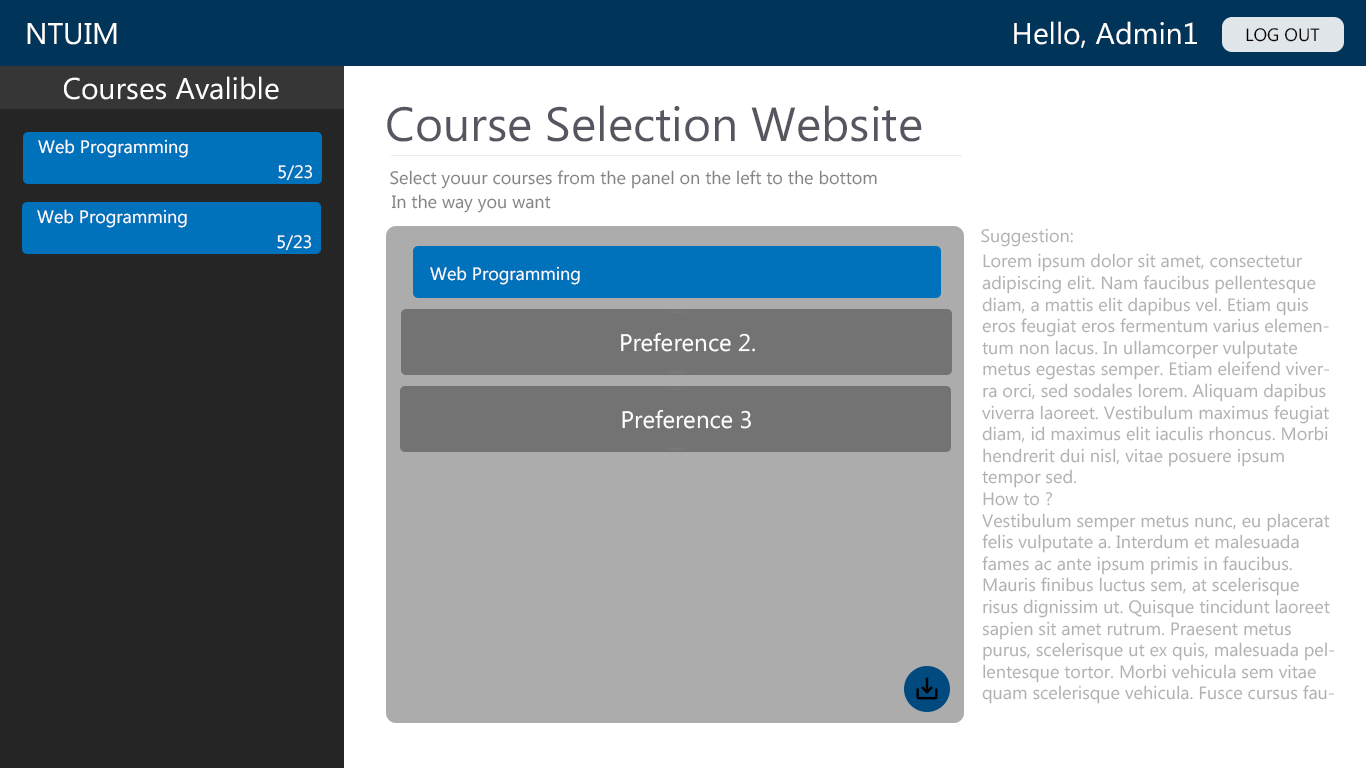 NTUIM
Hello, Admin1
LOG OUT
Courses Avalible
Web Programming
5/23
Web Programming
5/23
Course Selection Website
Select youur courses from the panel on the left to the bottom
In the way you want
Web Programming
Preference 2.
Preference 3
Suggestion:
Lorem ipsum dolor sit amet, consectetur
adipiscing elit. Nam faucibus pellentesque
diam, a mattis elit dapibus vel. Etiam quis
eros feugiat eros fermentum varius elemen-
tum non lacus. In ullamcorper vulputate
metus egestas semper. Etiam eleifend viver-
ra orci, sed sodales lorem. Aliquam dapibus
viverra laoreet. Vestibulum maximus feugiat
diam, id maximus elit iaculis rhoncus. Morbi
hendrerit dui nisl, vitae posuere ipsum
tempor sed.
How to ?
Vestibulum semper metus nunc, eu placerat
felis vulputate a. Interdum et malesuada
fames ac ante ipsum primis in faucibus.
Mauris finibus luctus sem, at scelerisque
risus dignissim ut. Quisque tincidunt laoreet
sapien sit amet rutrum. Praesent metus
purus, scelerisque ut ex quis, malesuada pel-
lentesque tortor. Morbi vehicula sem vitae
quam scelerisque vehicula. Fusce cursus fau-